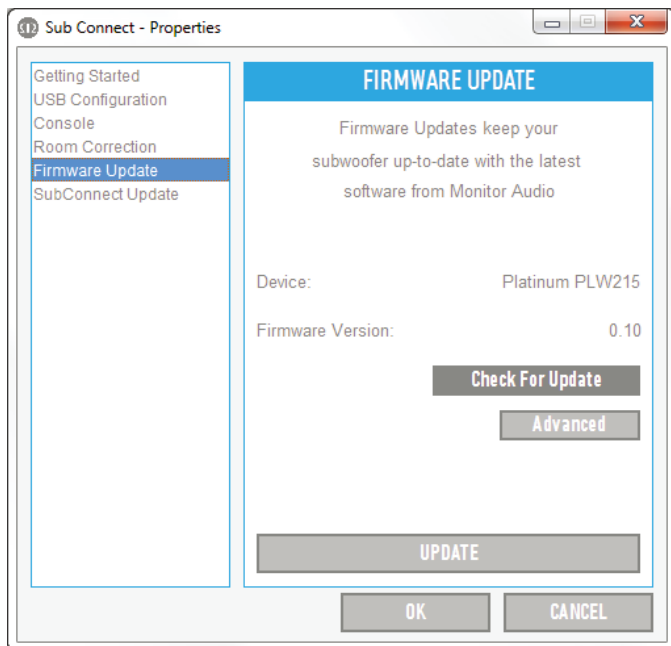 Sub Connect - Properties
Getting Started
USB Configuration
Console
Room Correction
Firmware Update
SubConnect Update
FIRMWARE UPDATE
Firmware Updates keep your
subwoofer up-to-date with the latest
software from Monitor Audio
Device: Platinum PLW215
Firmware Version: 0.10
Check For Update
Advanced
UPDATE
OK CANCEL